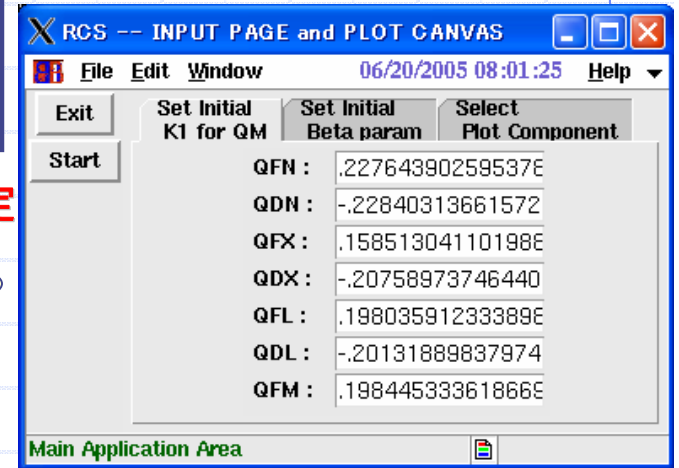 RCS -- INPUT PAGE and PLOT CANVAS
File Edit Window 06/20/2005 08:01:25 Help
Exit
Start
Set Initial K1 for QM
Set Initial Beta param
Select Plot Component
QFN : .227643902595378
QDN : -.22840313661572
QFX : .158513041101988
QDX : -.20758973746440
QFL : .198035912333898
QDL : -.20131889837974
QFM : .198445333618669
Main Application Area